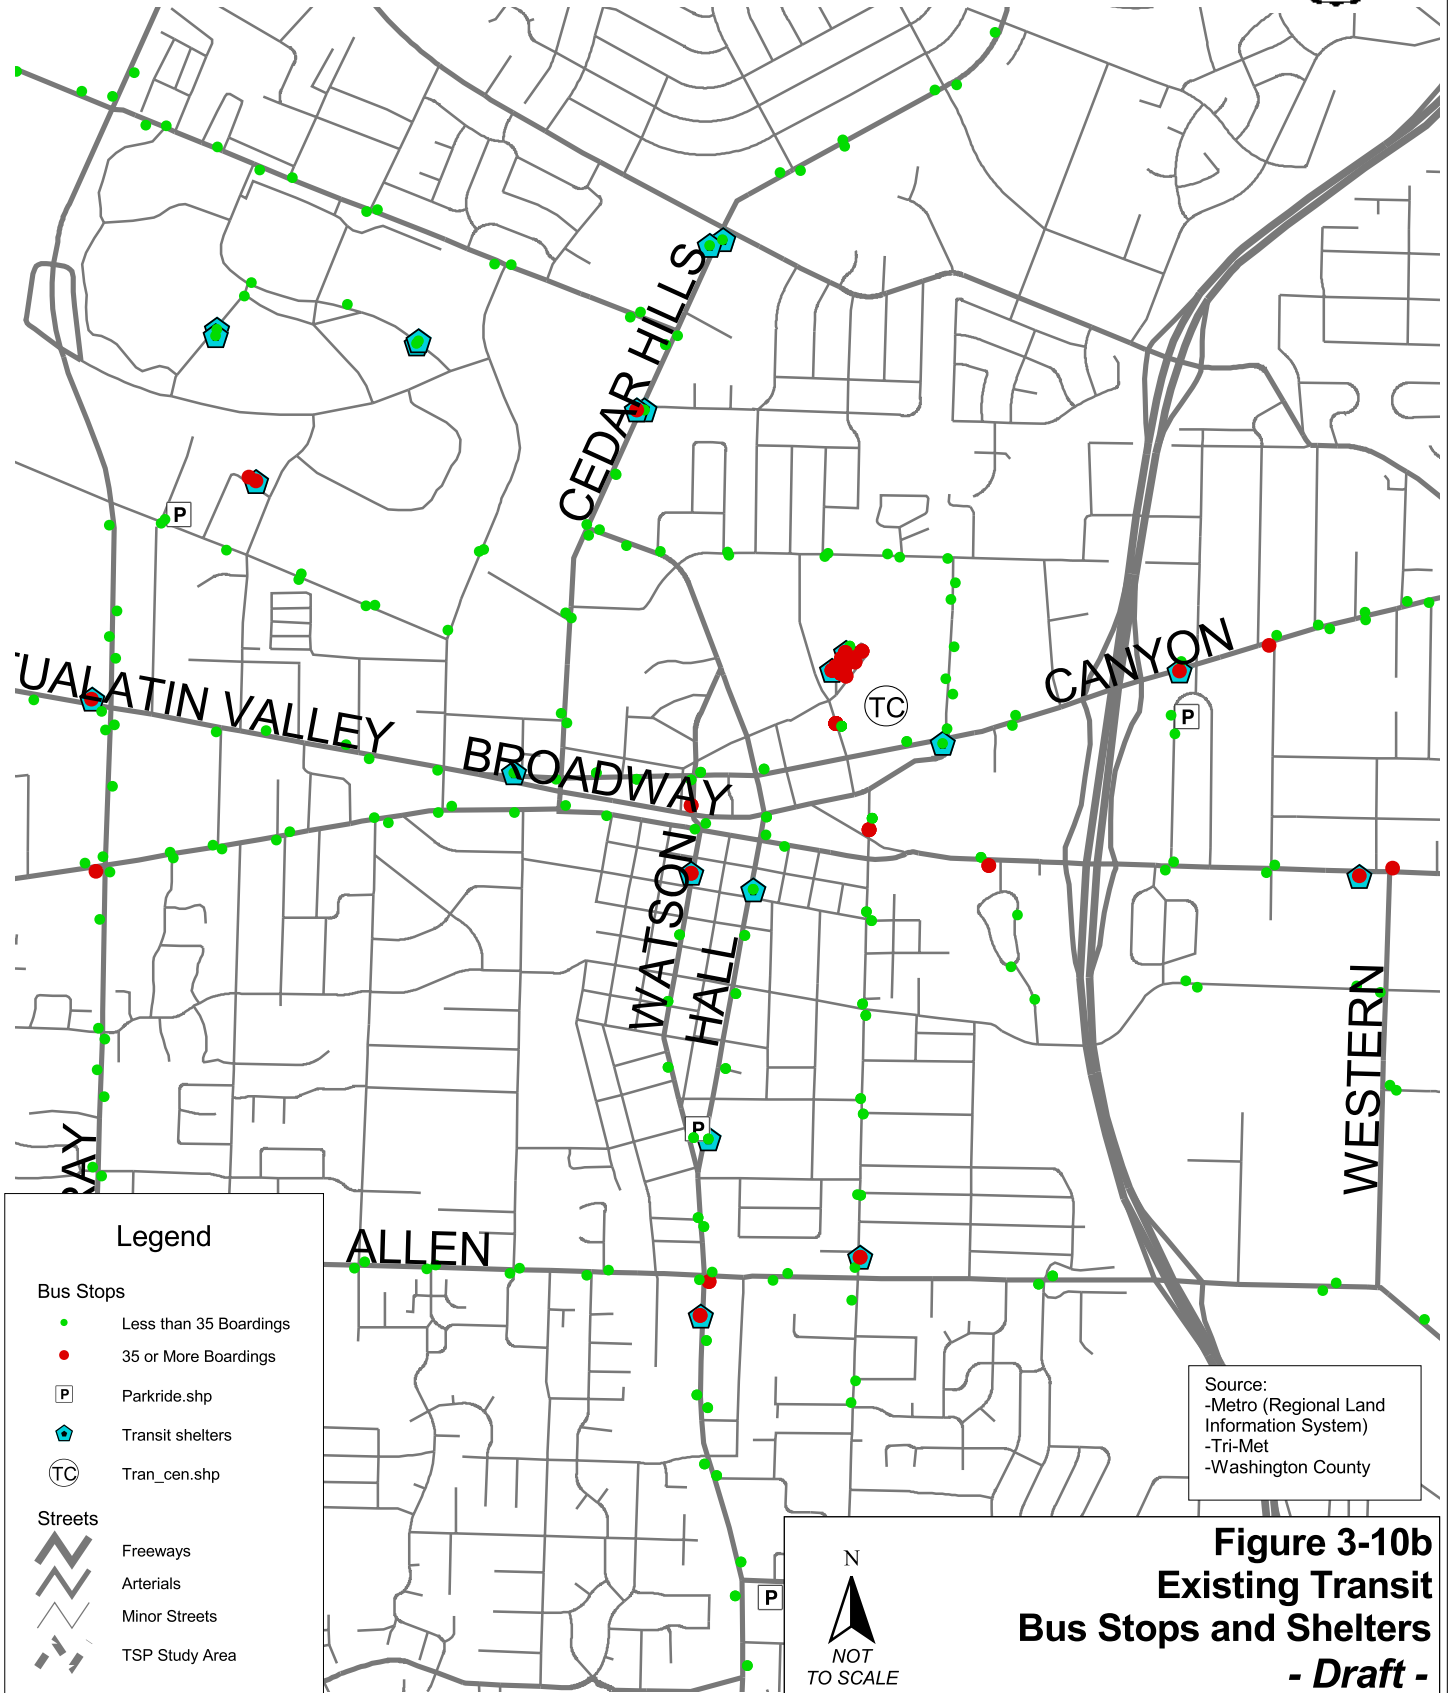 CEDAR HILLS
P
CANYON
TUALATIN VALLEY
TC
P
BROADWAY
WATSON
HALL
WESTERN
P
RAY
ALLEN
Legend
Bus Stops
Less than 35 Boardings
35 or More Boardings
P Parkride.shp
Transit shelters
TC Tran_cen.shp
Streets
Freeways
Arterials
Minor Streets
TSP Study Area
Source:
-Metro (Regional Land
Information System)
-Tri-Met
-Washington County
P
N
NOT
TO SCALE
Figure 3-10b
Existing Transit
Bus Stops and Shelters
- Draft -